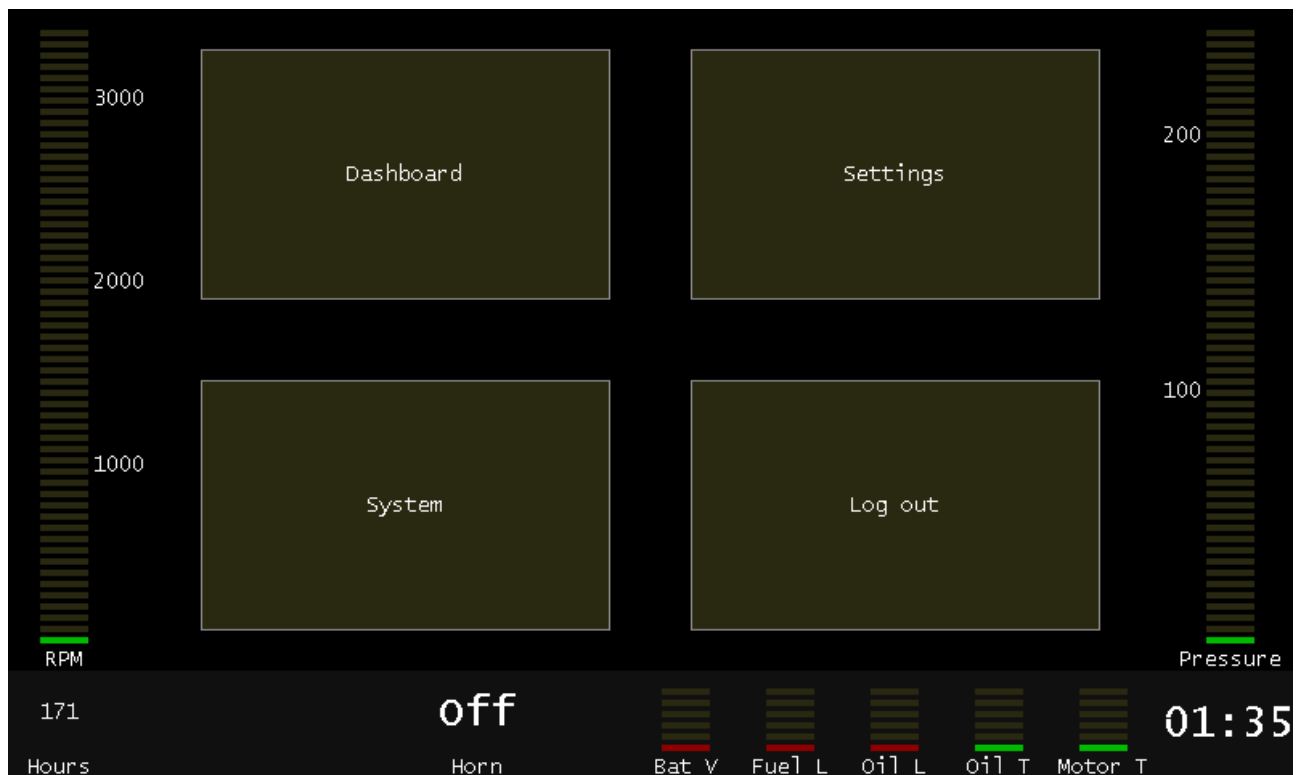 3000
200
Dashboard
Settings
2000
100
1000
System
Log out
RPM
Pressure
171
Off
01:35
Hours
Horn
Bat V
Fuel L
Oil L
Oil T
Motor T